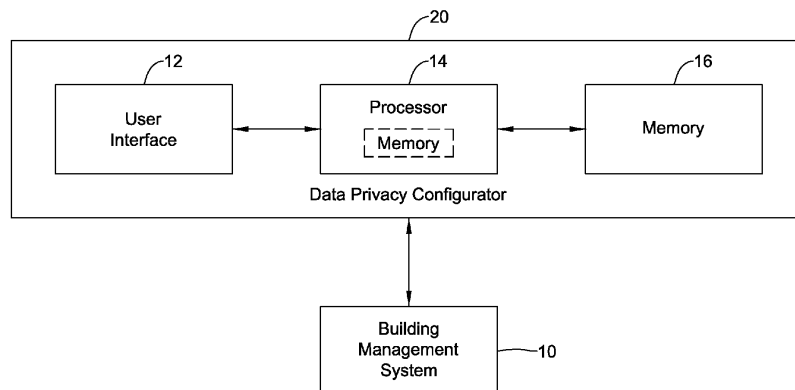 20
12
14
16
User
Interface
Processor
Memory
Memory
Data Privacy Configurator
Building
Management
System
10